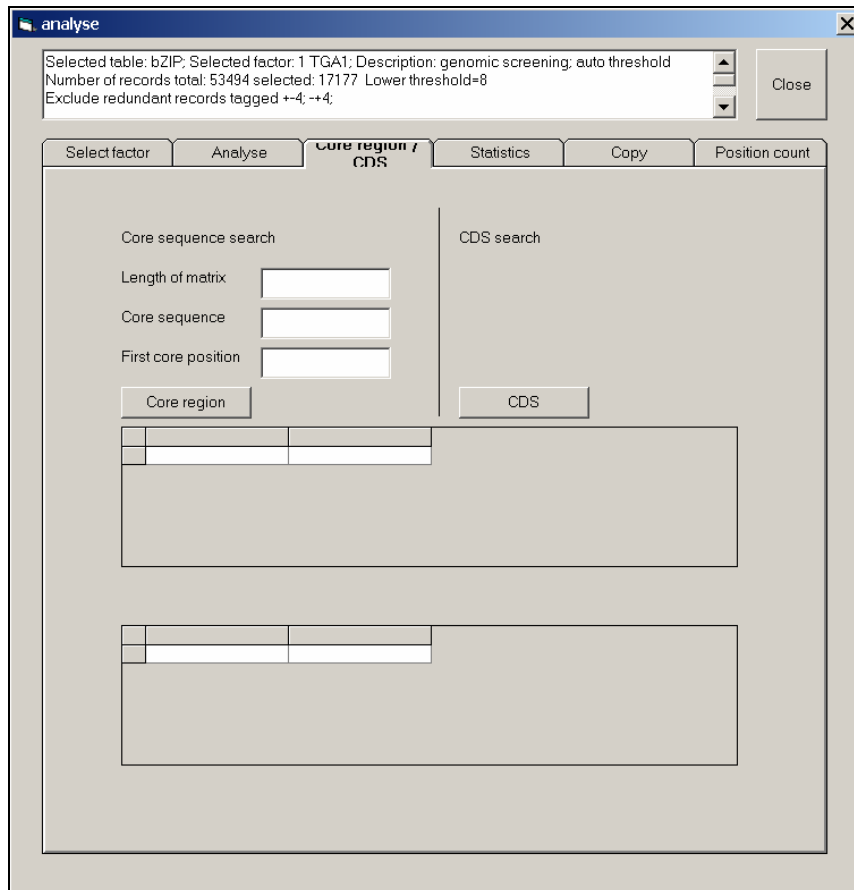 analyse
Selected table: bZIP; Selected factor: 1 TGA1; Description: genomic screening; auto threshold
Number of records total: 53494 selected: 17177 Lower threshold=8
Exclude redundant records tagged +-4; -+4;
Close
Select factor
Analyse
Core region /
CDS
Statistics
Copy
Position count
Core sequence search
CDS search
Length of matrix
Core sequence
First core position
Core region
CDS